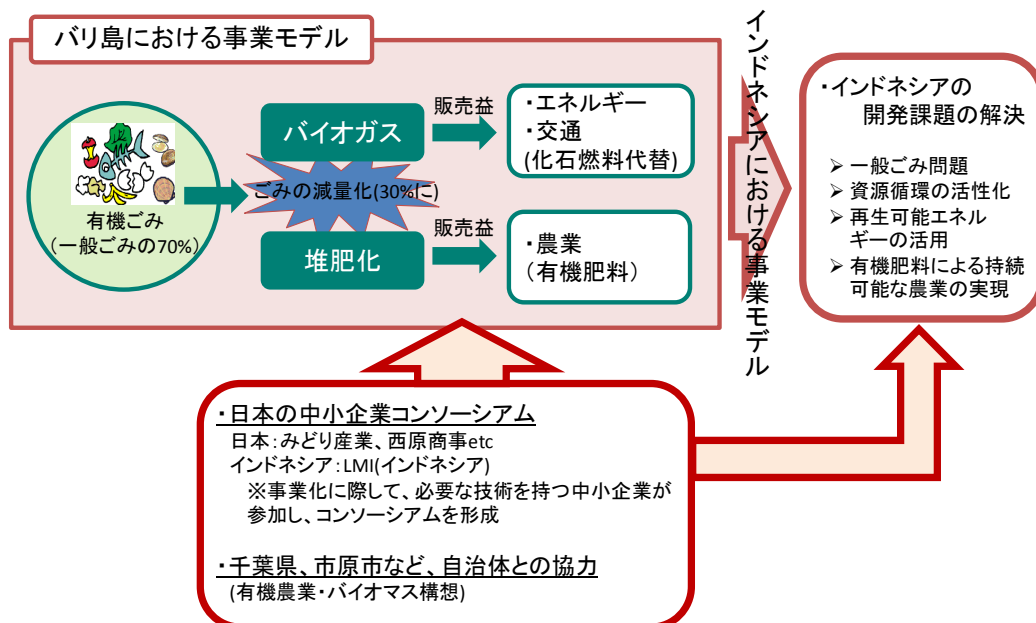 バリ島における事業モデル
有機ごみ
(一般ごみの70%)
バイオガス
ごみの減量化(30%に)
堆肥化
販売益
・エネルギー
・交通
(化石燃料代替)
販売益
・農業
(有機肥料)
インドネシアにおける事業モデル
・インドネシアの
開発課題の解決
➢ 一般ごみ問題
➢ 資源循環の活性化
➢ 再生可能エネル
ギーの活用
➢ 有機肥料による持続
可能な農業の実現
・日本の中小企業コンソーシアム
日本:みどり産業、西原商事etc
インドネシア:LMI(インドネシア)
※事業化に際して、必要な技術を持つ中小企業が
参加し、コンソーシアムを形成
・千葉県、市原市など、自治体との協力
(有機農業・バイオマス構想)